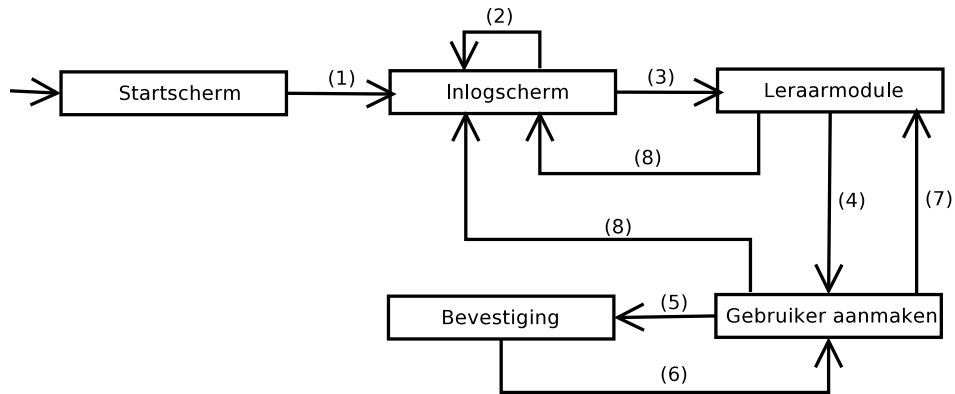 (2)
Startscherm
(1)
Inlogscherm
(3)
Leraarmodule
(8)
(4)
(7)
(8)
Bevestiging
(5)
Gebruiker aanmaken
(6)